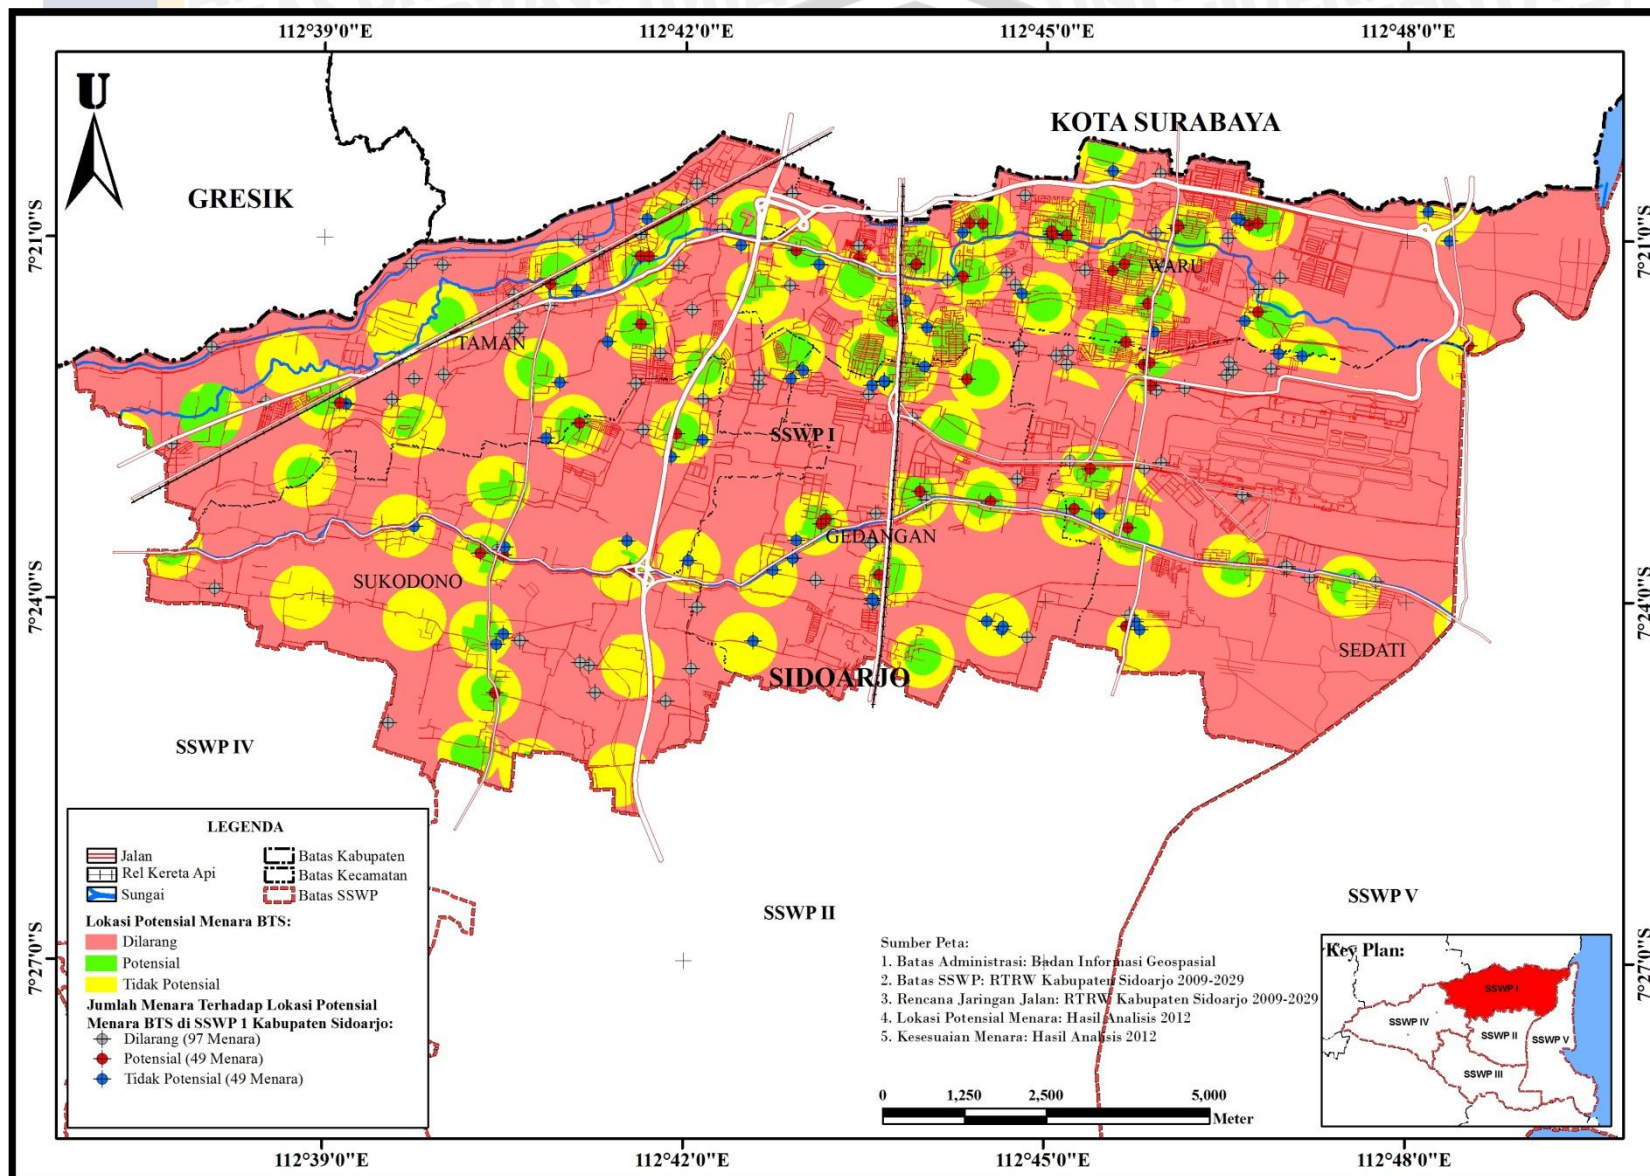 112°39'0"E 112°42'0"E 112°45'0"E 112°48'0"E
U
KOTA SURABAYA
GRESIK
7°21'0"S 7°21'0"S
WARU
TAMAN
SSWP I
GEDANGAN
SUKODONO
7°24'0"S 7°24'0"S
SEDATI
SIDOARJO
SSWP IV
SSWP II
SSWP V
7°27'0"S 7°27'0"S
LEGENDA
Jalan
Rel Kereta Api
Sungai
Batas Kabupaten
Batas Kecamatan
Batas SSWP
Lokasi Potensial Menara BTS:
Dilarang
Potensial
Tidak Potensial
Jumlah Menara Terhadap Lokasi Potensial
Menara BTS di SSWP 1 Kabupaten Sidoarjo:
Dilarang (97 Menara)
Potensial (49 Menara)
Tidak Potensial (49 Menara)
Sumber Peta:
1. Batas Administrasi: Badan Informasi Geospasial
2. Batas SSWP: RTRW Kabupaten Sidoarjo 2009-2029
3. Rencana Jaringan Jalan: RTRW Kabupaten Sidoarjo 2009-2029
4. Lokasi Potensial Menara: Hasil Analisis 2012
5. Kesesuaian Menara: Hasil Analisis 2012
0 1,250 2,500 5,000
Meter
Key Plan:
SSWP I
SSWP IV
SSWP II
SSWP V
SSWP III
112°39'0"E 112°42'0"E 112°45'0"E 112°48'0"E